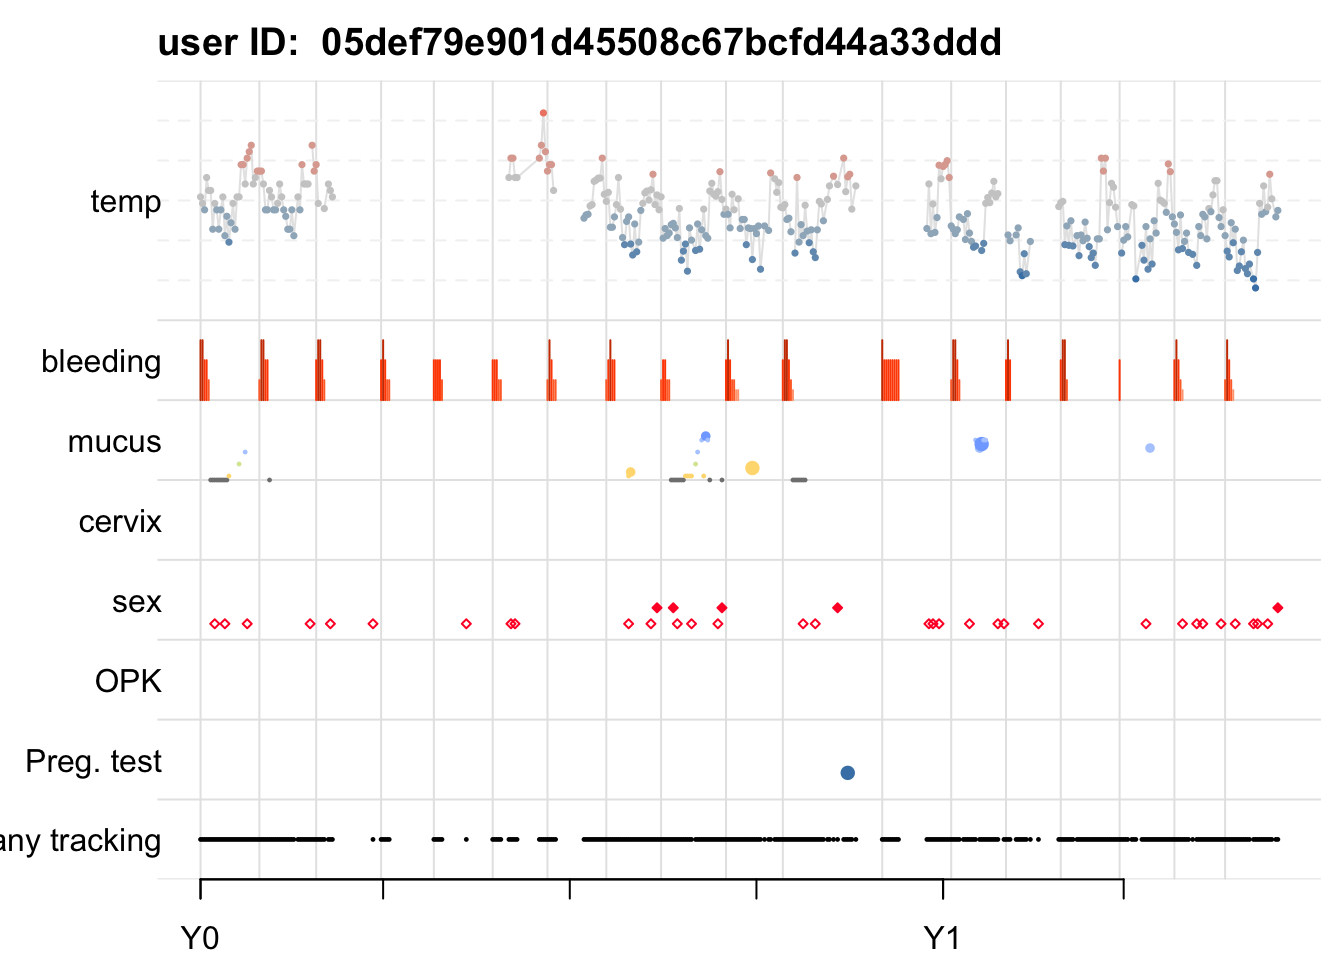 user ID:  05def79e901d45508c67bcfd44a33ddd
temp
bleeding
mucus
cervix
sex
OPK
Preg. test
any tracking
Y0
Y1